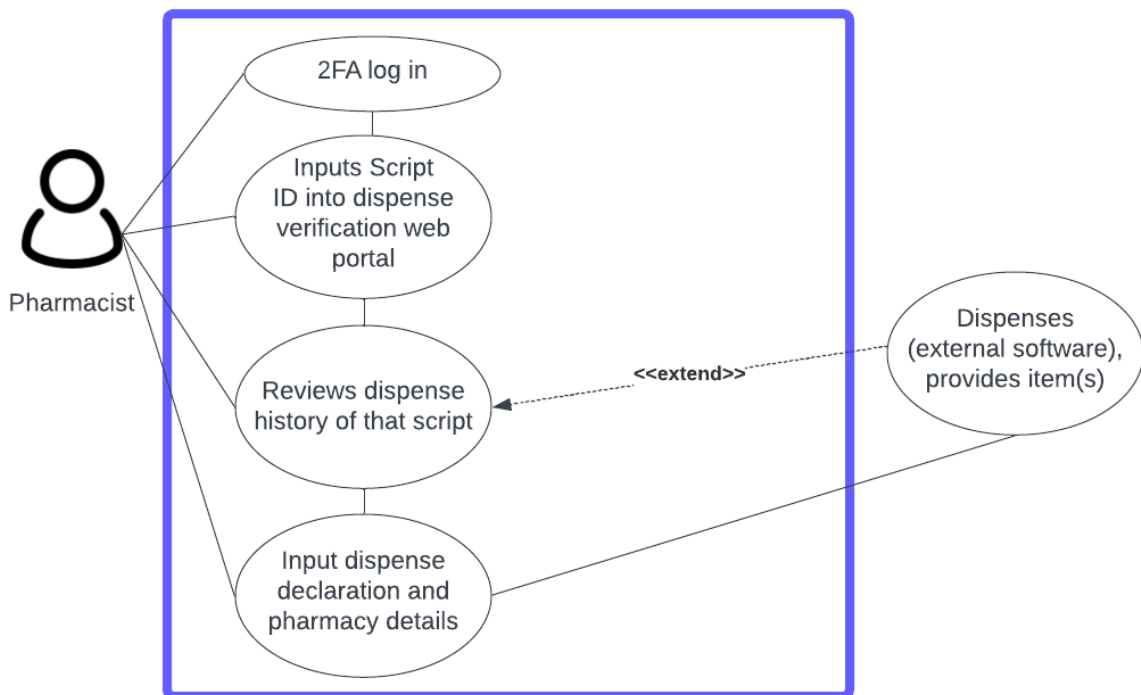 2FA log in
Inputs Script
ID into dispense
verification web
portal
Pharmacist
Dispenses
(external software),
provides item(s)
<<extend>>
Reviews dispense
history of that script
Input dispense
declaration and
pharmacy details